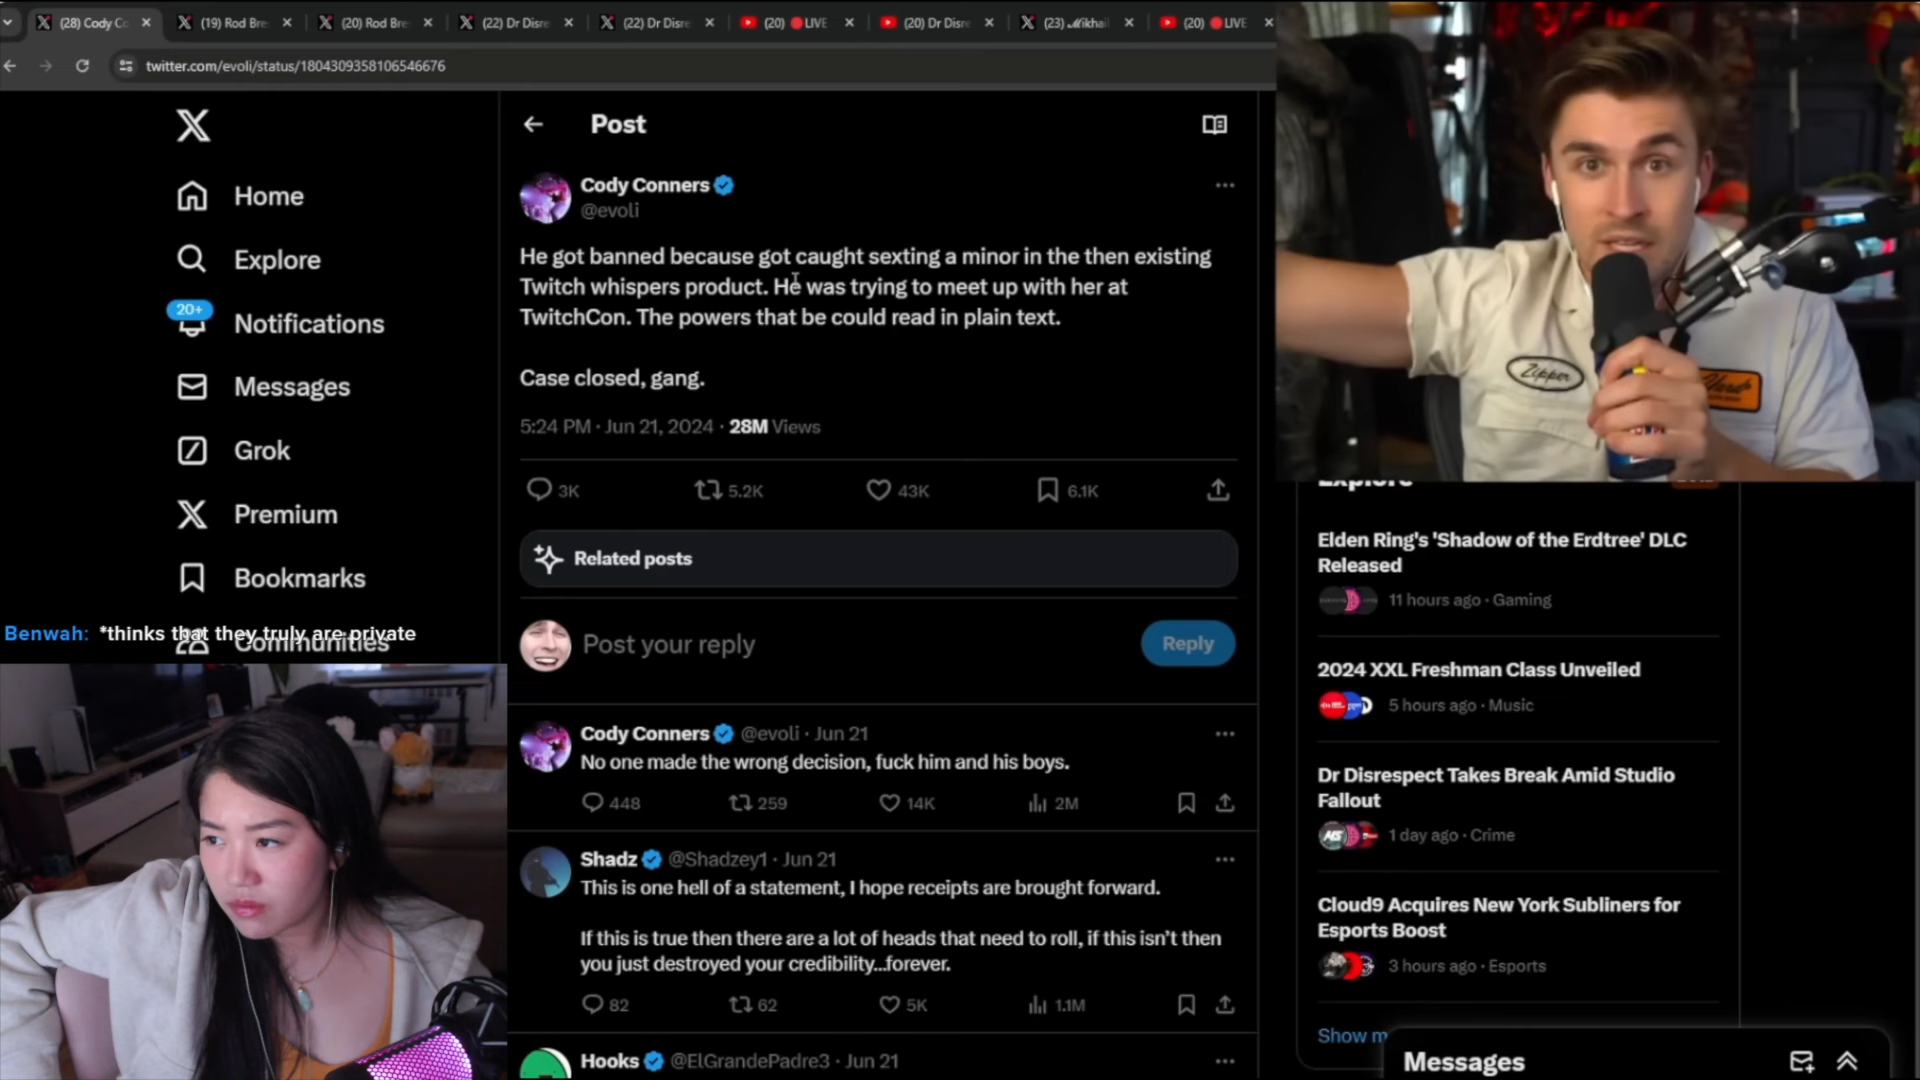 (28) Cody C
(19) Rod Bre
(20) Rod Bre
(22) Dr Disre
(22) Dr Disre
(20) LIVE
(20) Dr Disre
(23)
(20) LIVE
twitter.com/evoli/status/1804309358106546676
Home
Explore
20+
Notifications
Messages
Grok
Premium
Bookmarks
Communities
Benwah: *thinks that they truly are private
Post
Cody Conners
@evoli
He got banned because got caught sexting a minor in the then existing
Twitch whispers product. He was trying to meet up with her at
TwitchCon. The powers that be could read in plain text.
Case closed, gang.
5:24 PM · Jun 21, 2024 · 28M Views
3K 5.2K 43K 6.1K
Related posts
Post your reply
Reply
Cody Conners @evoli · Jun 21
No one made the wrong decision, fuck him and his boys.
448 259 14K 2M
Shadz @Shadzey1 · Jun 21
This is one hell of a statement, I hope receipts are brought forward.
If this is true then there are a lot of heads that need to roll, if this isn't then
you just destroyed your credibility...forever.
82 62 5K 1.1M
Hooks @ElGrandePadre3 · Jun 21
Zipper
Yard
Explore
Elden Ring's 'Shadow of the Erdtree' DLC
Released
11 hours ago · Gaming
2024 XXL Freshman Class Unveiled
5 hours ago · Music
Dr Disrespect Takes Break Amid Studio
Fallout
1 day ago · Crime
Cloud9 Acquires New York Subliners for
Esports Boost
3 hours ago · Esports
Show m
Messages